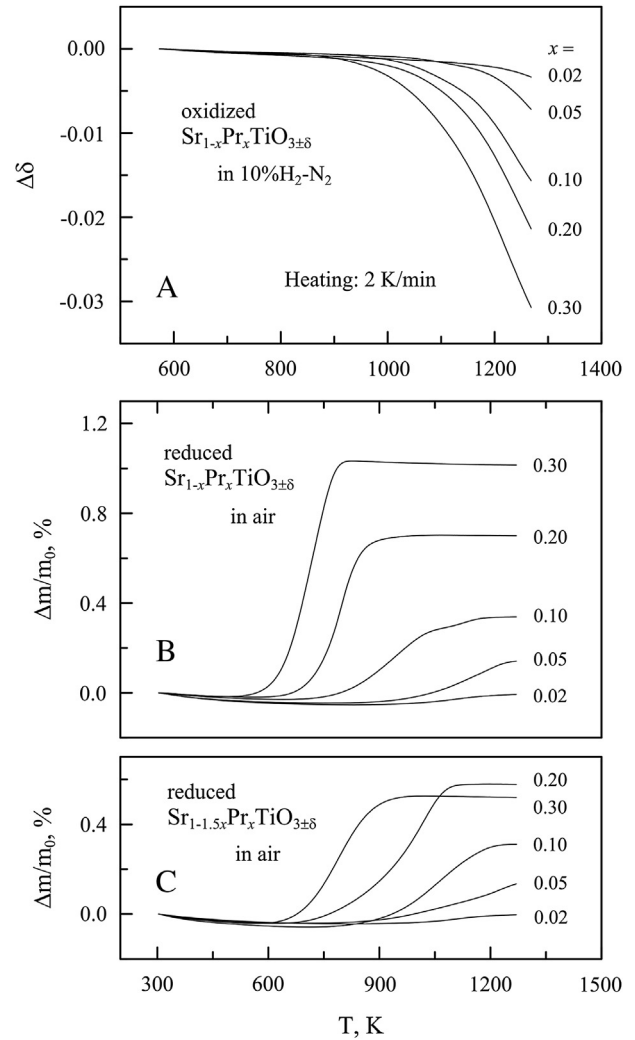 0.00
-0.01
-0.02
-0.03
Δδ
x =
0.02
0.05
0.10
0.20
0.30
oxidized
Sr1-xPrxTiO3±δ
in 10%H2-N2
Heating: 2 K/min
A
600 800 1000 1200 1400
1.2
0.8
0.4
0.0
Δm/m0, %
reduced
Sr1-xPrxTiO3±δ
in air
B
0.30
0.20
0.10
0.05
0.02
0.4
0.0
Δm/m0, %
reduced
Sr1-1.5xPrxTiO3±δ
in air
C
0.20
0.30
0.10
0.05
0.02
300 600 900 1200 1500
T, K